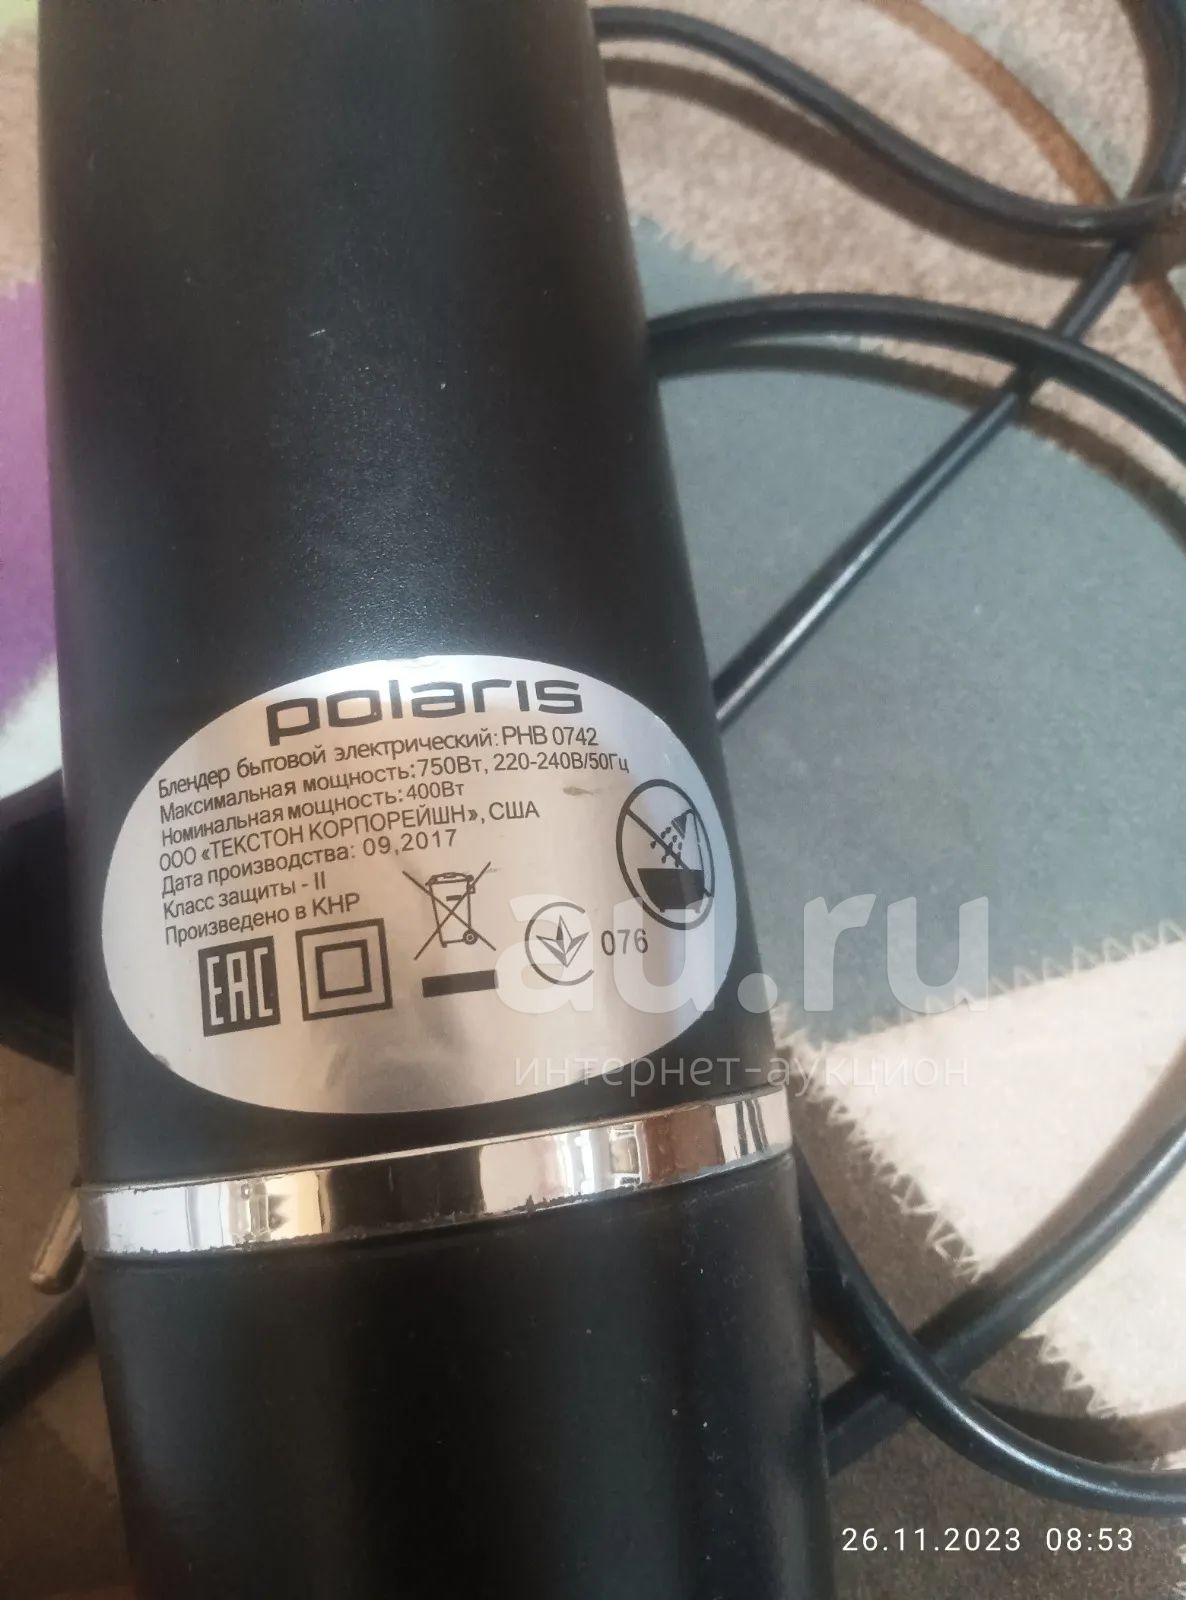 polaris
Блендер бытовой электрический: PHB 0742
Максимальная мощность: 750Вт, 220-240В/50Гц
Номинальная мощность: 400Вт
ООО «ТЕКСТОН КОРПОРЕЙШН», США
Дата производства: 09,2017
Класс защиты - II
Произведено в КНР
EAC
076
au.ru
интернет-аукцион
26.11.2023 08:53